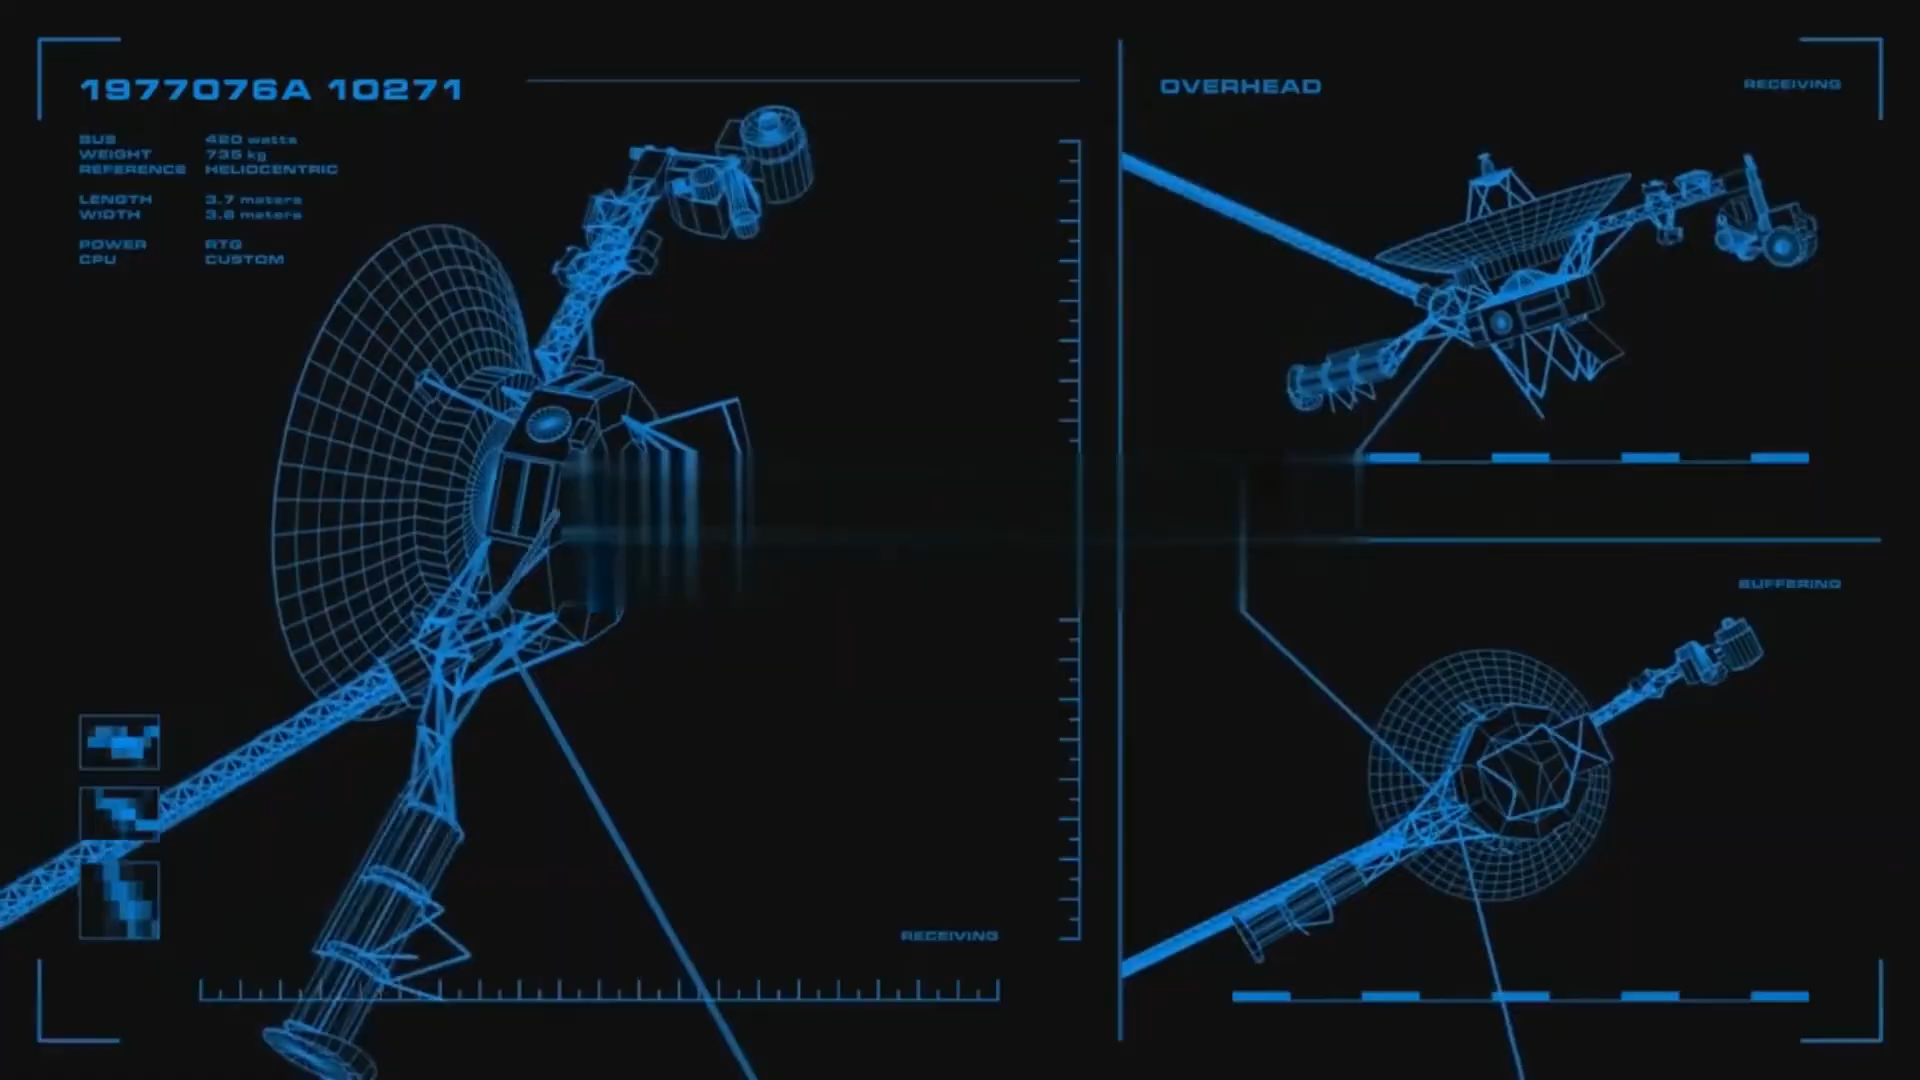 1977076A 10271
BUS 420 watts
WEIGHT 735 kg
REFERENCE HELIOCENTRIC
LENGTH 3.7 meters
WIDTH 3.8 meters
POWER RTG
CPU CUSTOM
RECEIVING
OVERHEAD
RECEIVING
BUFFERING